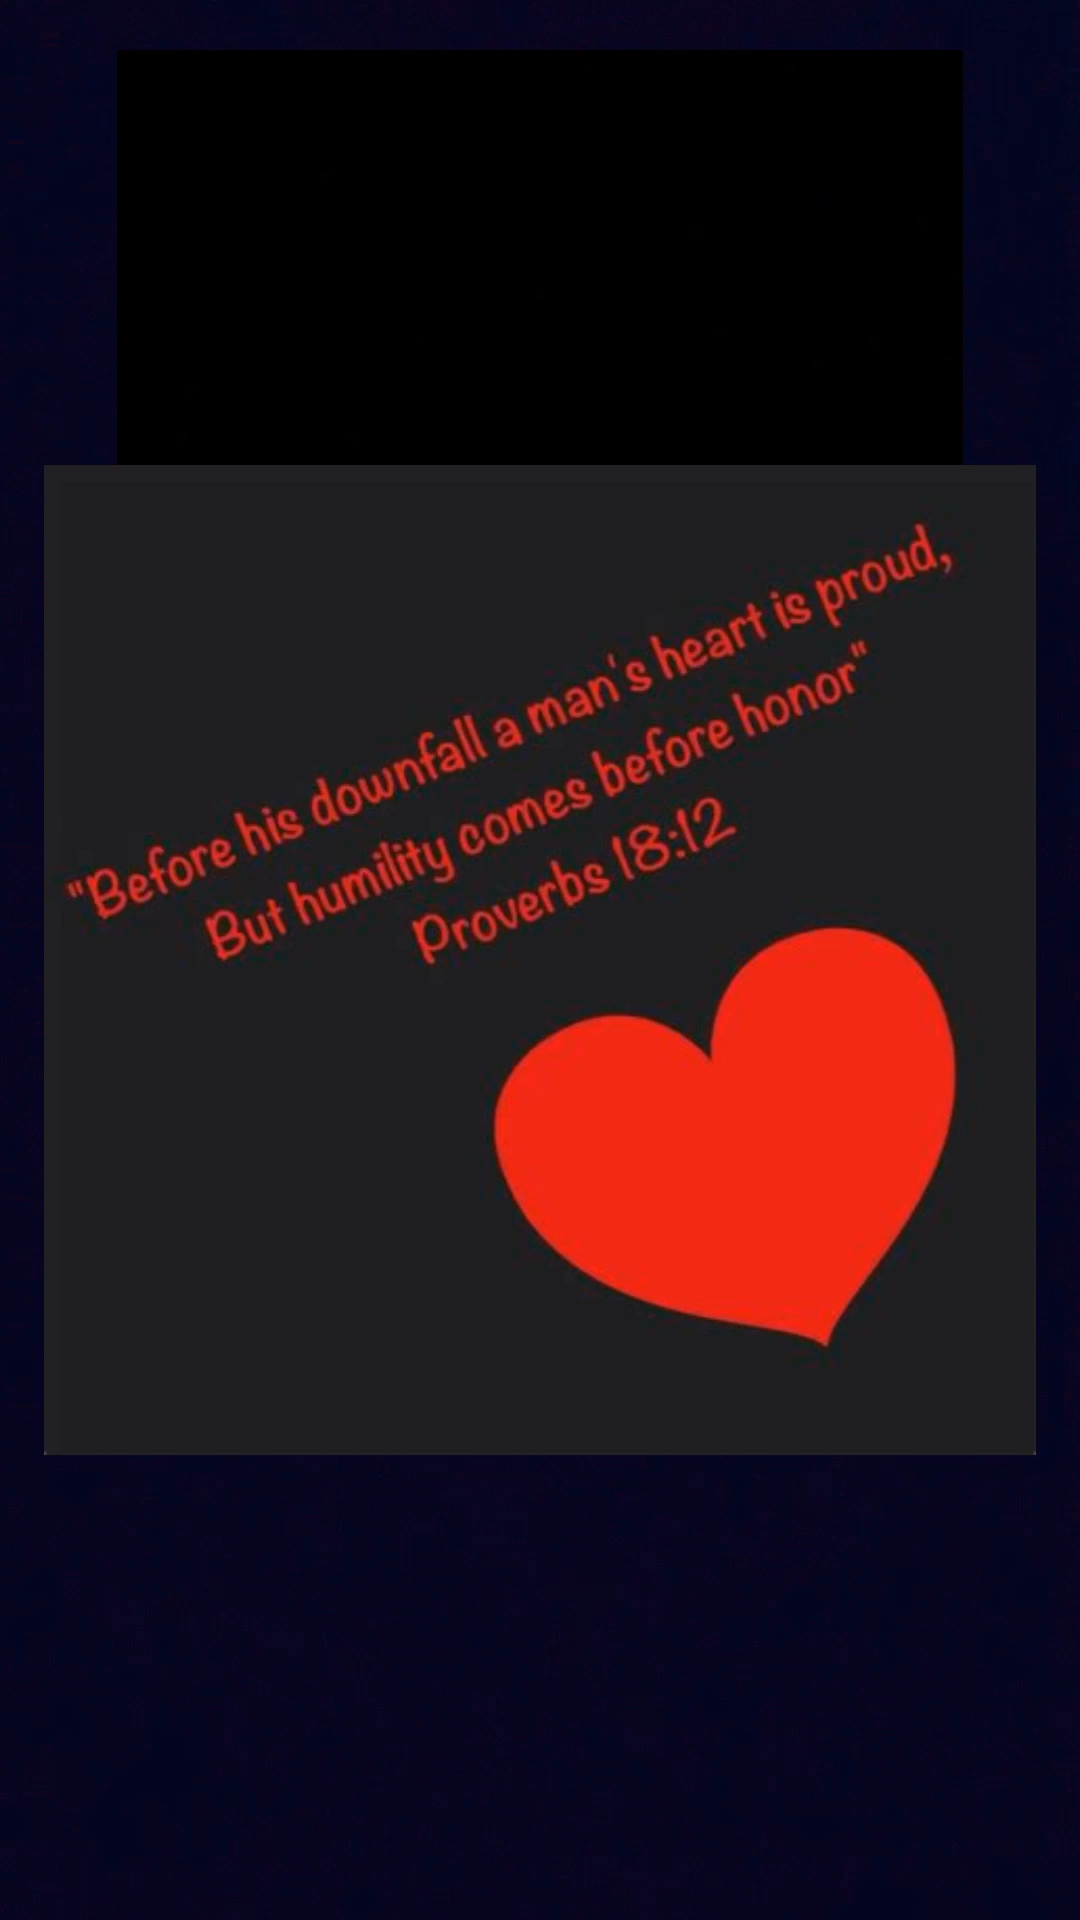 "Before his downfall a man's heart is proud,
But humility comes before honor"
Proverbs 18:12